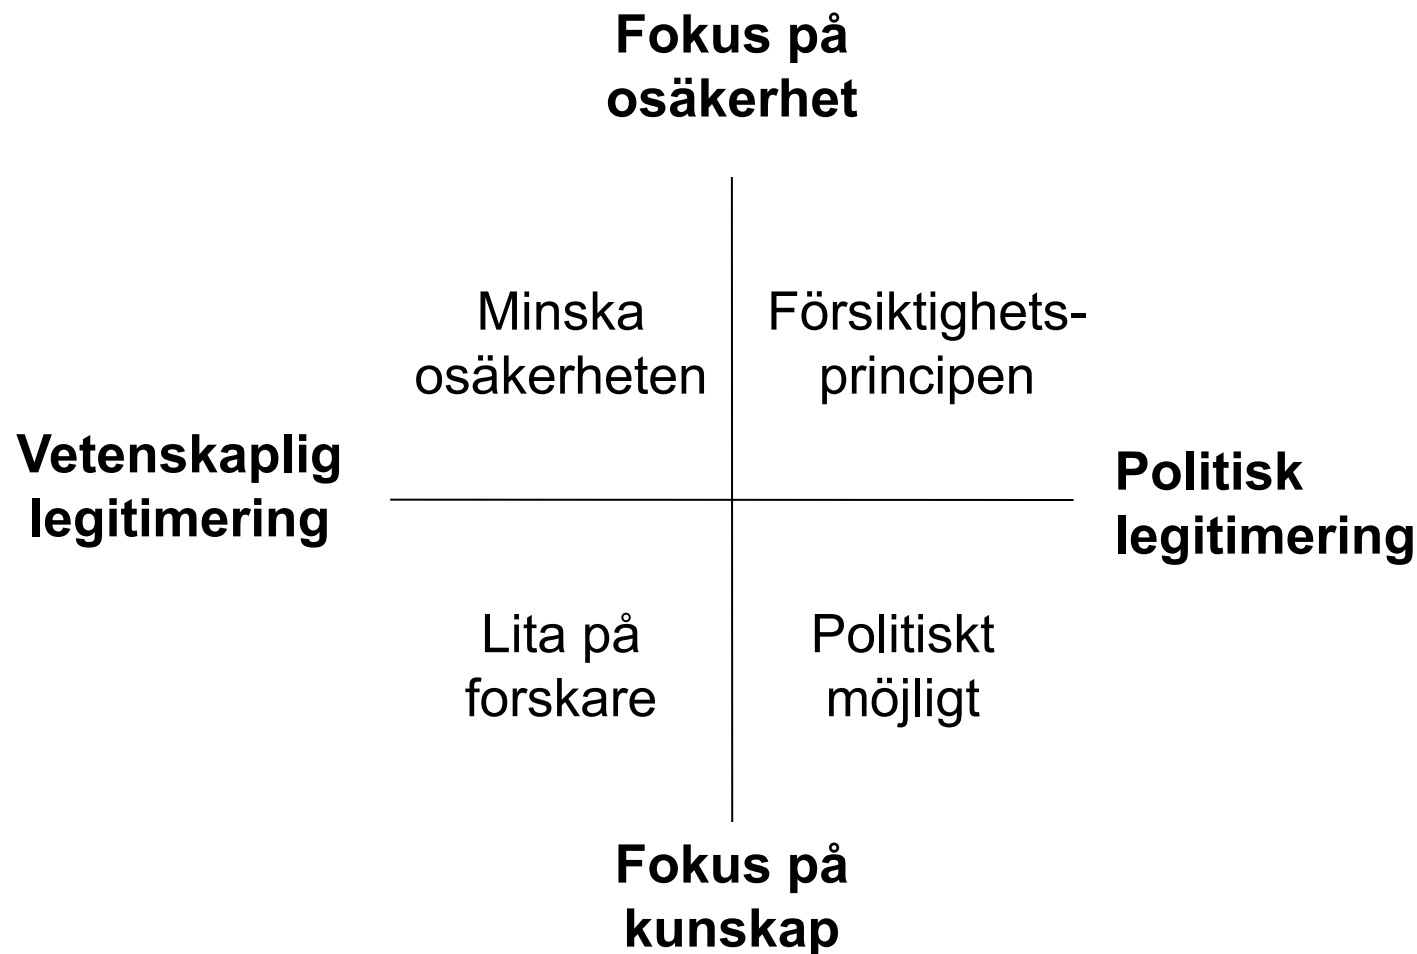 Fokus på
osäkerhet
Minska
osäkerheten
Försiktighets-
principen
Vetenskaplig
legitimering
Politisk
legitimering
Lita på
forskare
Politiskt
möjligt
Fokus på
kunskap